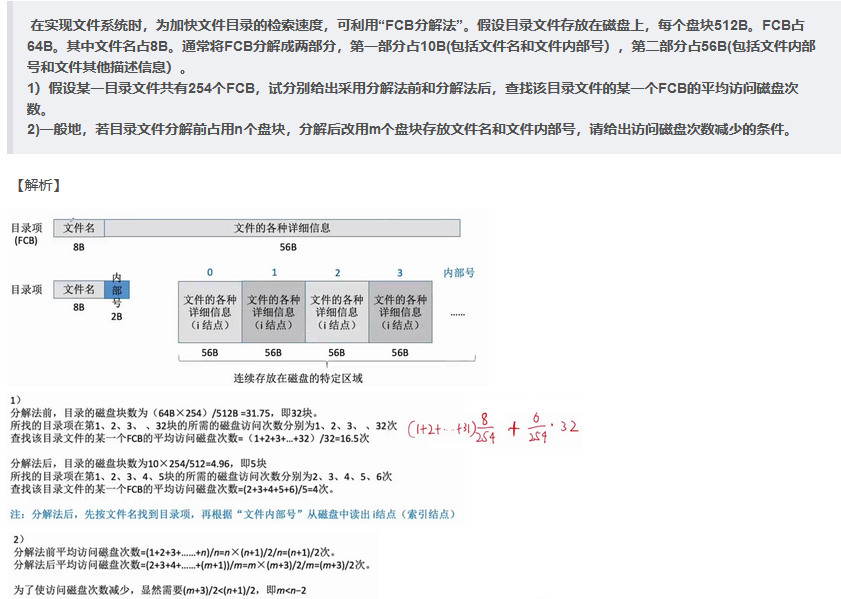 在实现文件系统时，为加快文件目录的检索速度，可利用“FCB分解法”。假设目录文件存放在磁盘上，每个盘块512B。FCB占
64B。其中文件名占8B。通常将FCB分解成两部分，第一部分占10B(包括文件名和文件内部号），第二部分占56B(包括文件内部
号和文件其他描述信息）。
1）假设某一目录文件共有254个FCB，试分别给出采用分解法前和分解法后，查找该目录文件的某一个FCB的平均访问磁盘次
数。
2)一般地，若目录文件分解前占用n个盘块，分解后改用m个盘块存放文件名和文件内部号，请给出访问磁盘次数减少的条件。
【解析】
目录项 文件名 文件的各种详细信息
(FCB)
8B 56B
0 1 2 3 内部号
目录项 文件名 内部号
8B 2B
文件的各种详细信息（i 结点） 文件的各种详细信息（i 结点） 文件的各种详细信息（i 结点） 文件的各种详细信息（i 结点） ……
56B 56B 56B 56B
连续存放在磁盘的特定区域
1）
分解法前，目录的磁盘块数为（64B×254）/512B =31.75，即32块。
所找的目录项在第1、2、3、 、32块的所需的磁盘访问次数分别为1、2、3、 、32次
查找该目录文件的某一个FCB的平均访问磁盘次数=（1+2+3+…+32）/32=16.5次
(1+2+…+31)8/254 + 6/254·32
分解法后，目录的磁盘块数为10×254/512=4.96，即5块
所找的目录项在第1、2、3、4、5块的所需的磁盘访问次数分别为2、3、4、5、6次
查找该目录文件的某一个FCB的平均访问磁盘次数=(2+3+4+5+6)/5=4次。
注：分解法后，先按文件名找到目录项，再根据“文件内部号”从磁盘中读出 i结点（索引结点）
2）
分解法前平均访问磁盘次数=(1+2+3+……+n)/n=n×(n+1)/2/n=(n+1)/2次。
分解法后平均访问磁盘次数=(2+3+4+……+(m+1))/m=m×(m+3)/2/m=(m+3)/2次。
为了使访问磁盘次数减少，显然需要(m+3)/2<(n+1)/2，即m<n−2